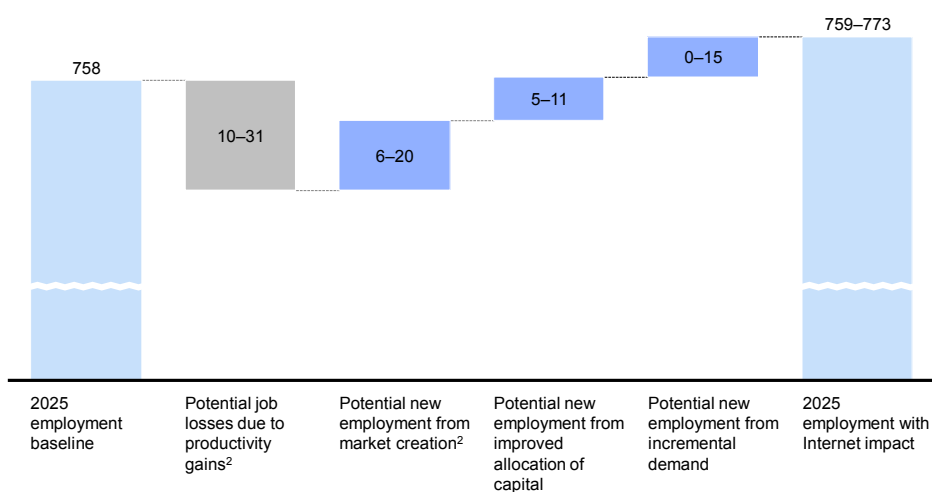 759–773
758
0–15
5–11
10–31
6–20
2025
employment
baseline
Potential job
losses due to
productivity
gains²
Potential new
employment from
market creation²
Potential new
employment from
improved
allocation of
capital
Potential new
employment from
incremental
demand
2025
employment with
Internet impact